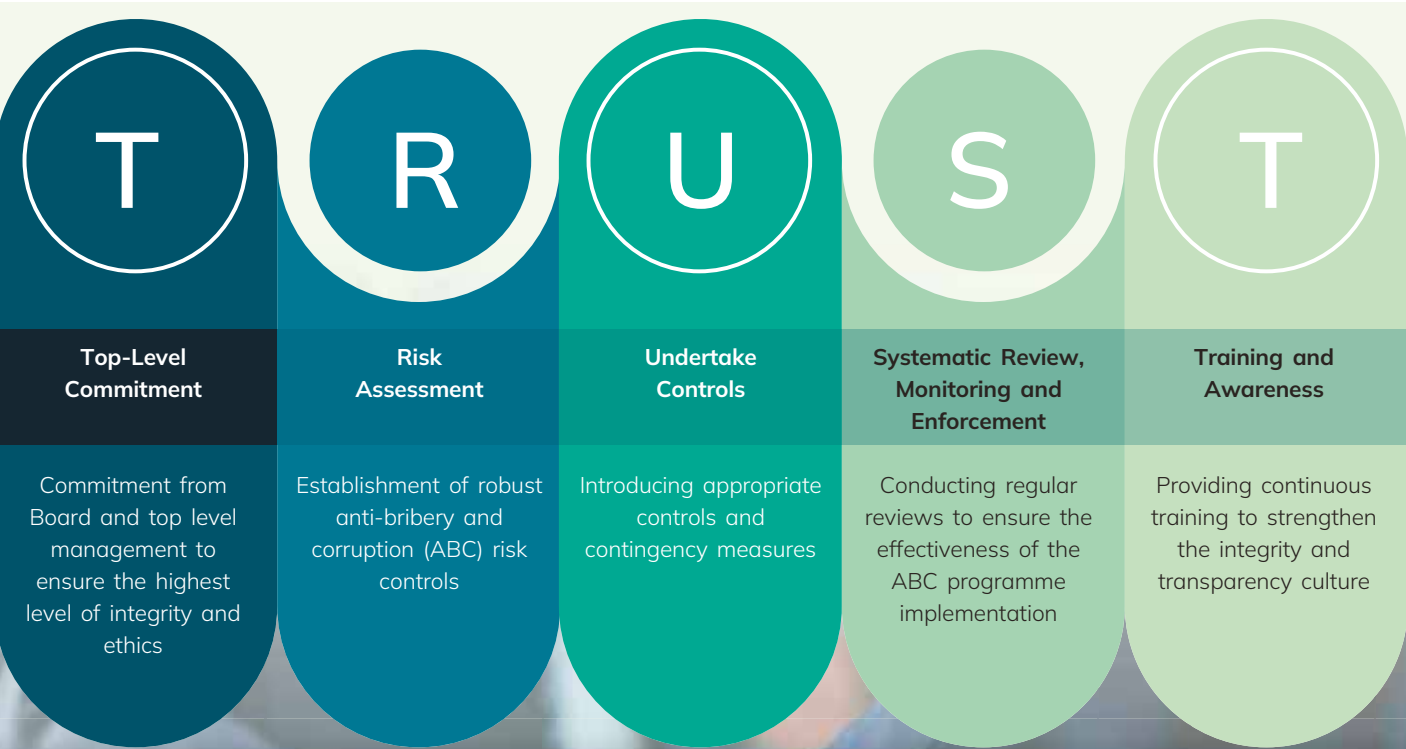 T
R
U
S
T
Top-Level
Commitment
Commitment from
Board and top level
management to
ensure the highest
level of integrity and
ethics
Risk
Assessment
Establishment of robust
anti-bribery and
corruption (ABC) risk
controls
Undertake
Controls
Introducing appropriate
controls and
contingency measures
Systematic Review,
Monitoring and
Enforcement
Conducting regular
reviews to ensure the
effectiveness of the
ABC programme
implementation
Training and
Awareness
Providing continuous
training to strengthen
the integrity and
transparency culture